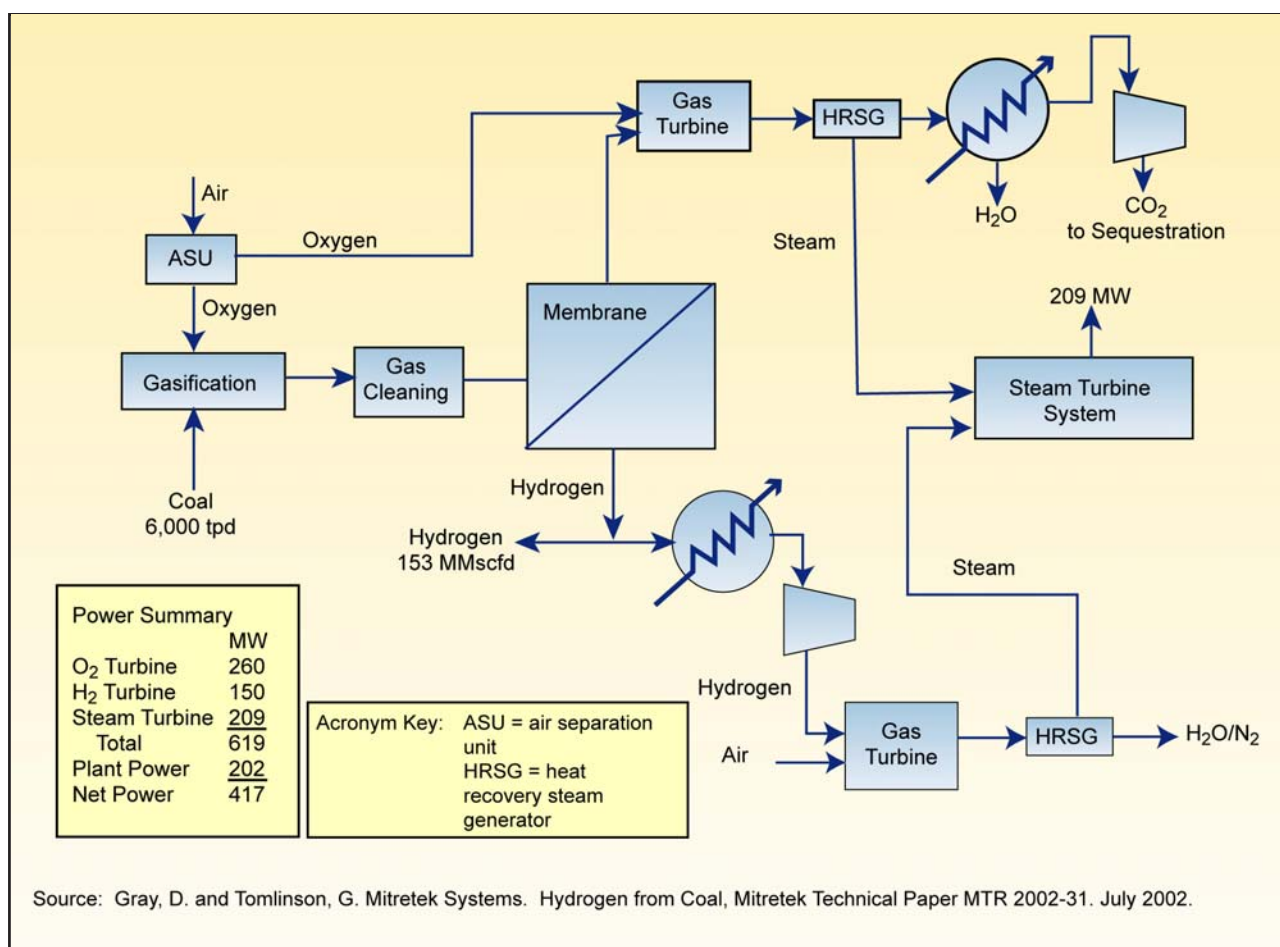 Gas
Turbine
HRSG
Air
H₂O
CO₂
to Sequestration
Oxygen
Steam
ASU
209 MW
Oxygen
Membrane
Gasification
Gas
Cleaning
Steam Turbine
System
Coal
6,000 tpd
Hydrogen
Hydrogen
153 MMscfd
Steam
Hydrogen
Air
Gas
Turbine
HRSG
H₂O/N₂
Power Summary
MW
O₂ Turbine 260
H₂ Turbine 150
Steam Turbine 209
Total 619
Plant Power 202
Net Power 417
Acronym Key: ASU = air separation
unit
HRSG = heat
recovery steam
generator
Source: Gray, D. and Tomlinson, G. Mitretek Systems. Hydrogen from Coal, Mitretek Technical Paper MTR 2002-31. July 2002.